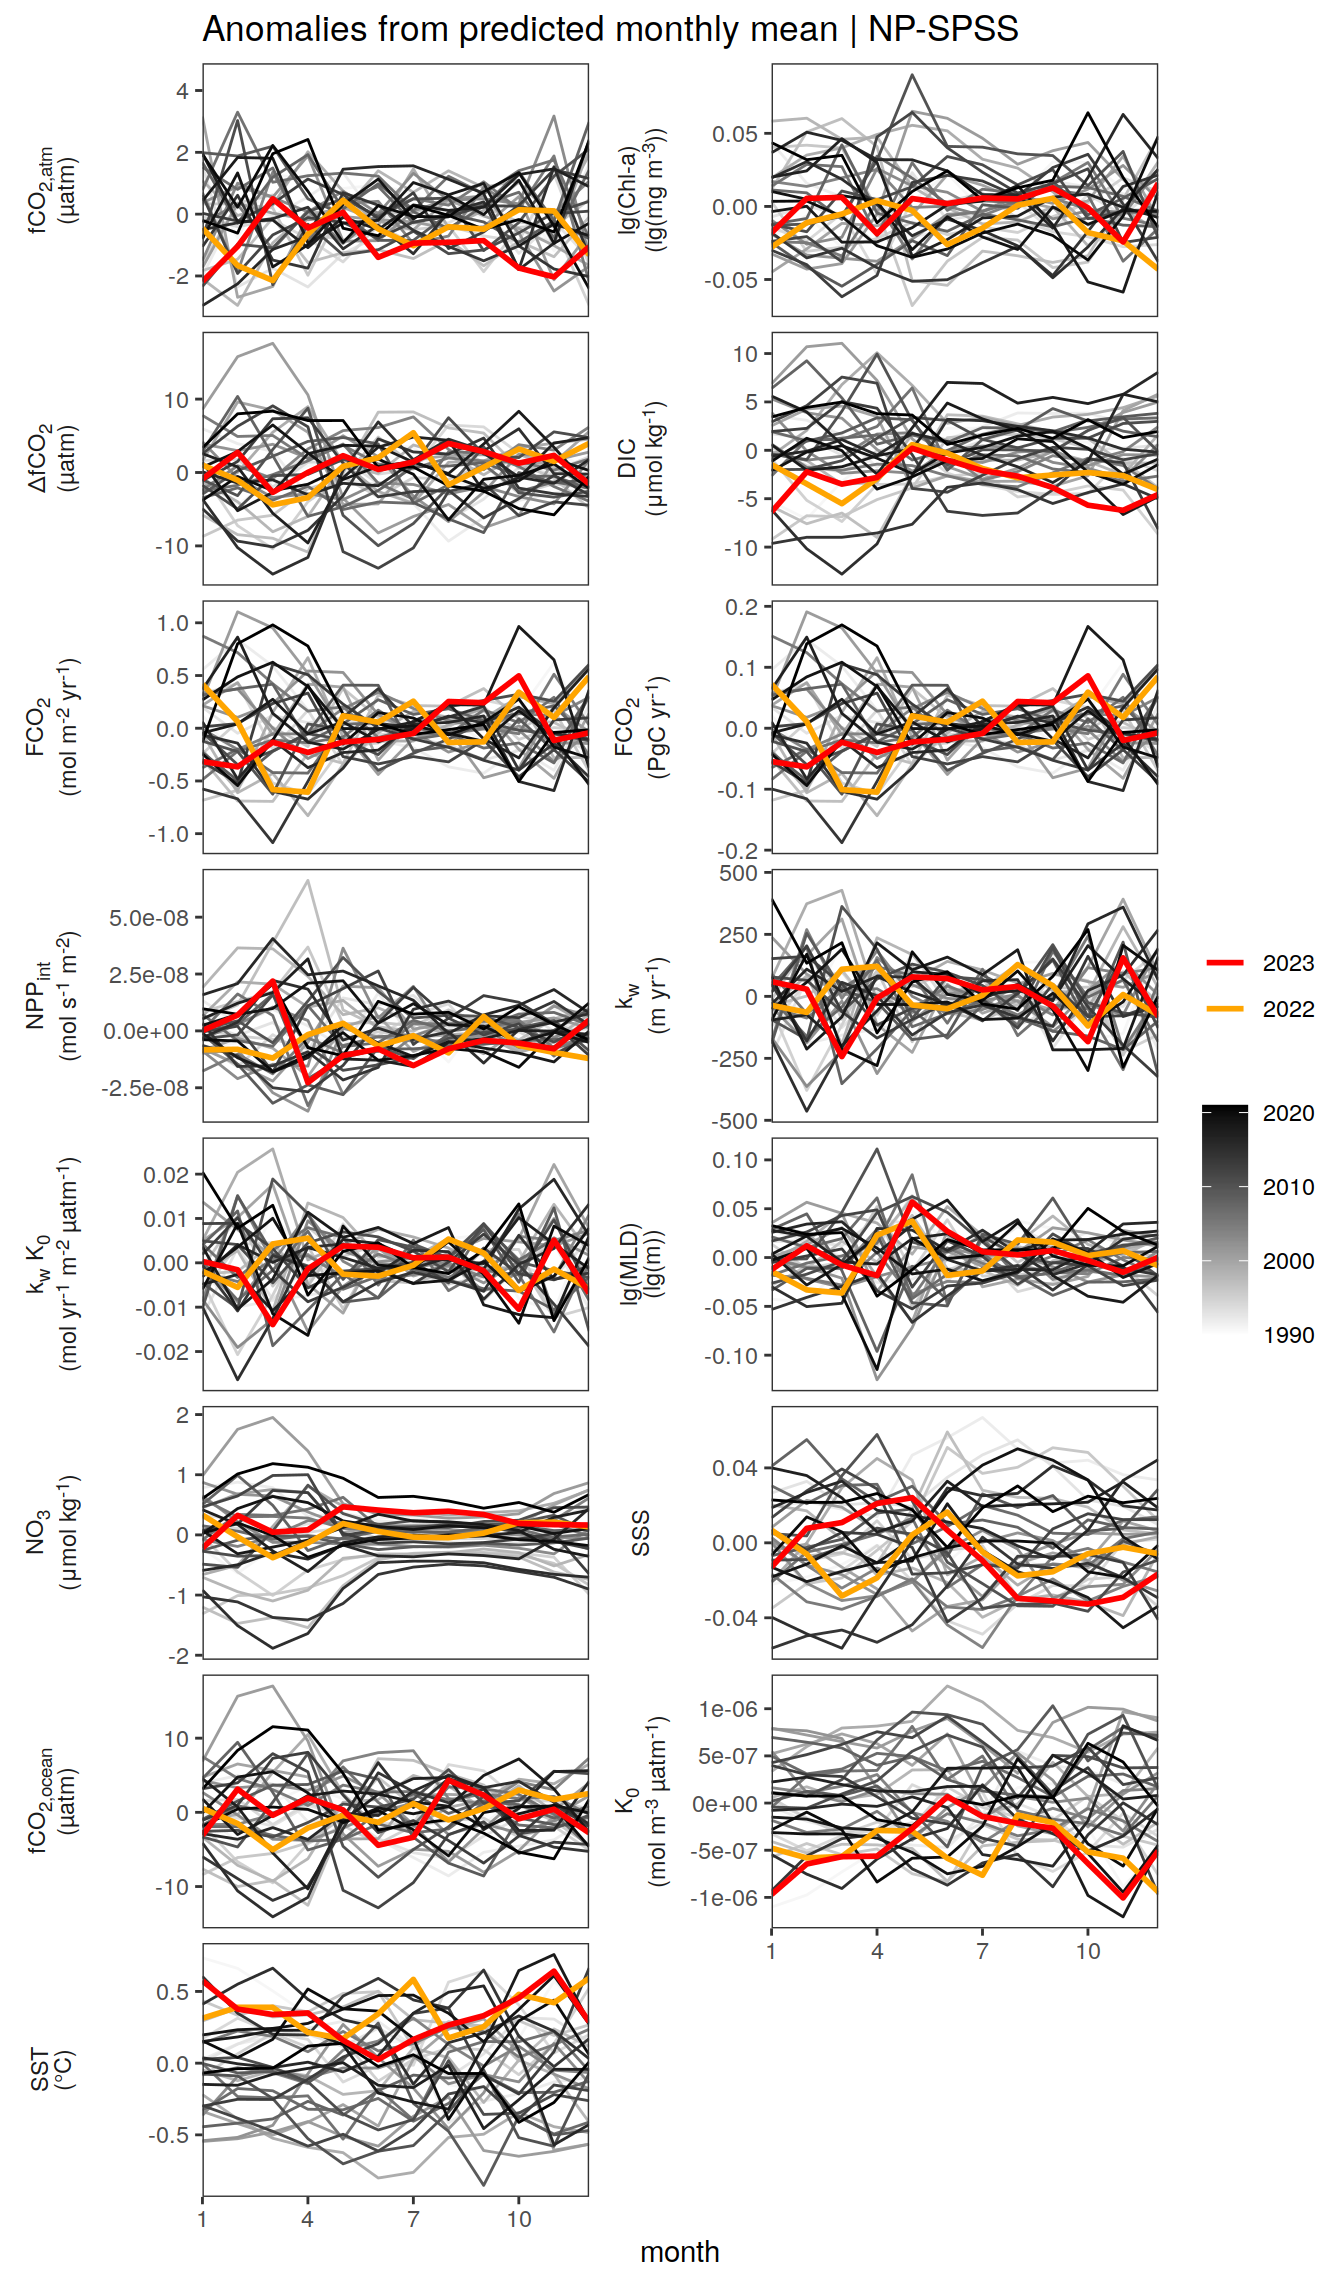 Anomalies from predicted monthly mean | NP-SPSS
fCO2,atm
(µatm)
4
2
0
-2
lg(Chl-a)
(lg(mg m-3))
0.05
0.00
-0.05
ΔfCO2
(µatm)
10
0
-10
DIC
(µmol kg-1)
10
5
0
-5
-10
FCO2
(mol m-2 yr-1)
1.0
0.5
0.0
-0.5
-1.0
FCO2
(PgC yr-1)
0.2
0.1
0.0
-0.1
-0.2
NPPint
(mol s-1 m-2)
5.0e-08
2.5e-08
0.0e+00
-2.5e-08
kw
(m yr-1)
500
250
0
-250
-500
kw K0
(mol yr-1 m-2 µatm-1)
0.02
0.01
0.00
-0.01
-0.02
lg(MLD)
(lg(m))
0.10
0.05
0.00
-0.05
-0.10
NO3
(µmol kg-1)
2
1
0
-1
-2
SSS
0.04
0.00
-0.04
fCO2,ocean
(µatm)
10
0
-10
K0
(mol m-3 µatm-1)
1e-06
5e-07
0e+00
-5e-07
-1e-06
1 4 7 10
SST
(°C)
0.5
0.0
-0.5
1 4 7 10
month
2023
2022
2020
2010
2000
1990